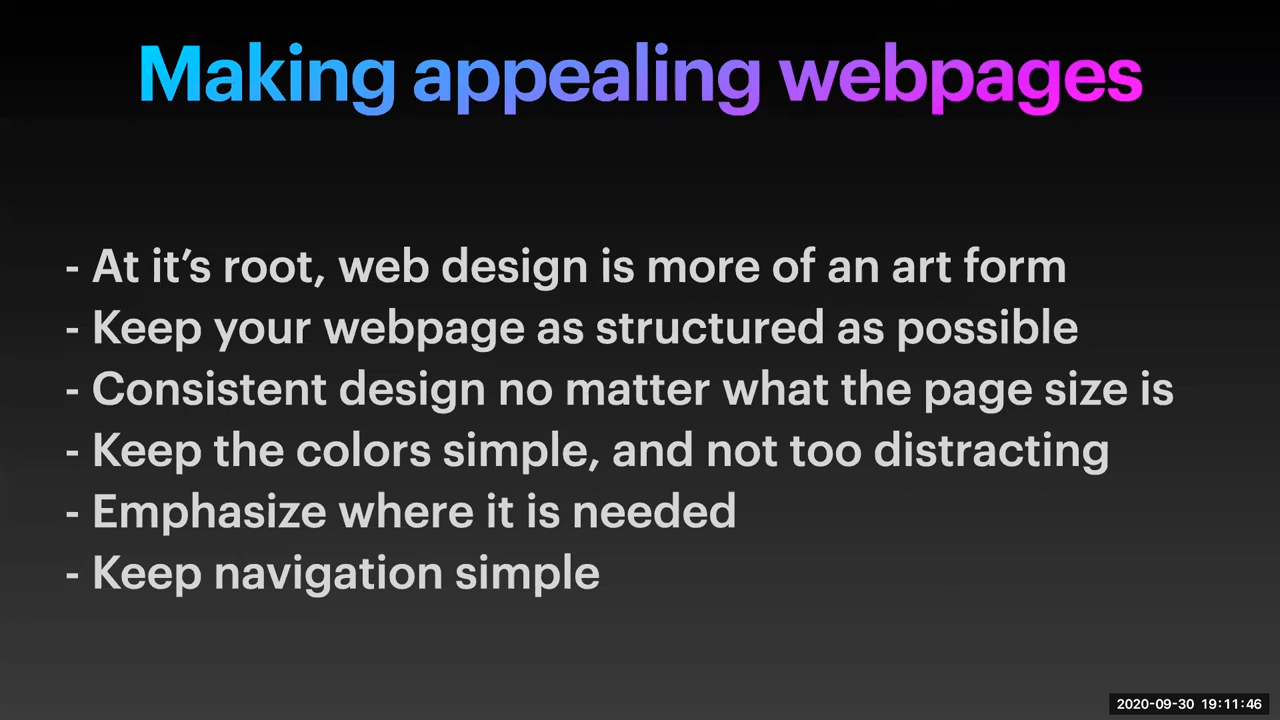 Making appealing webpages
- At it’s root, web design is more of an art form
- Keep your webpage as structured as possible
- Consistent design no matter what the page size is
- Keep the colors simple, and not too distracting
- Emphasize where it is needed
- Keep navigation simple
2020-09-30 19:11:46